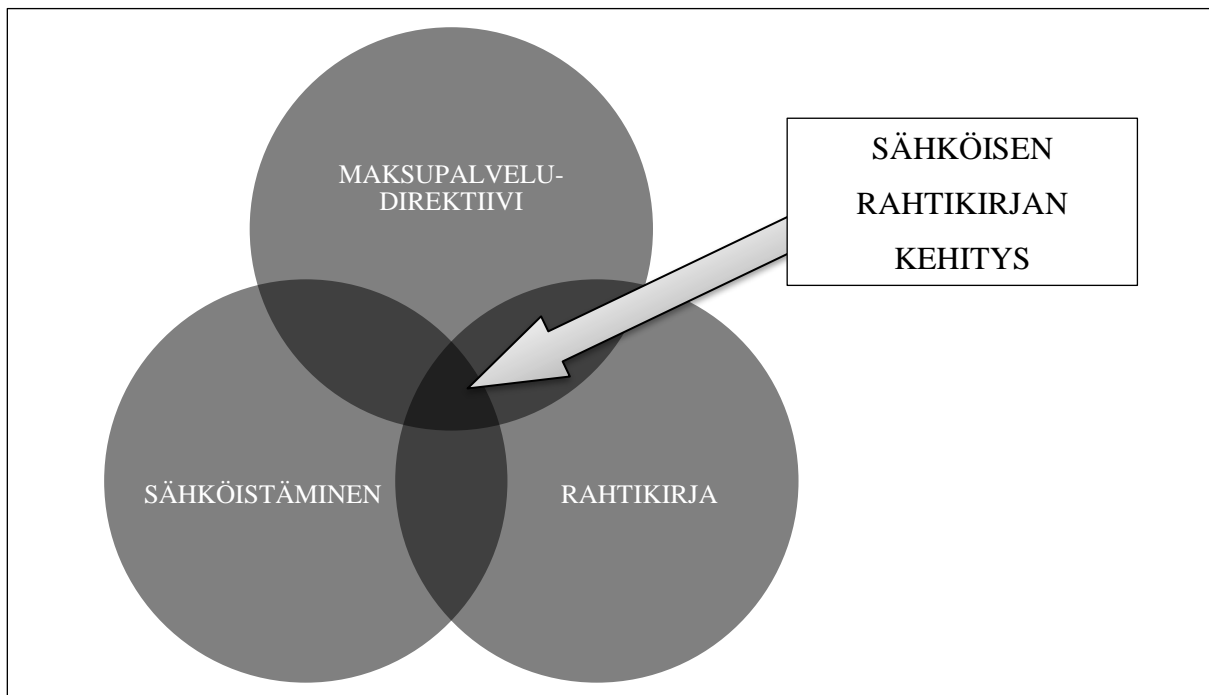 MAKSUPALVELU-
DIREKTIIVI
SÄHKÖISEN
RAHTIKIRJAN
KEHITYS
SÄHKÖISTÄMINEN
RAHTIKIRJA